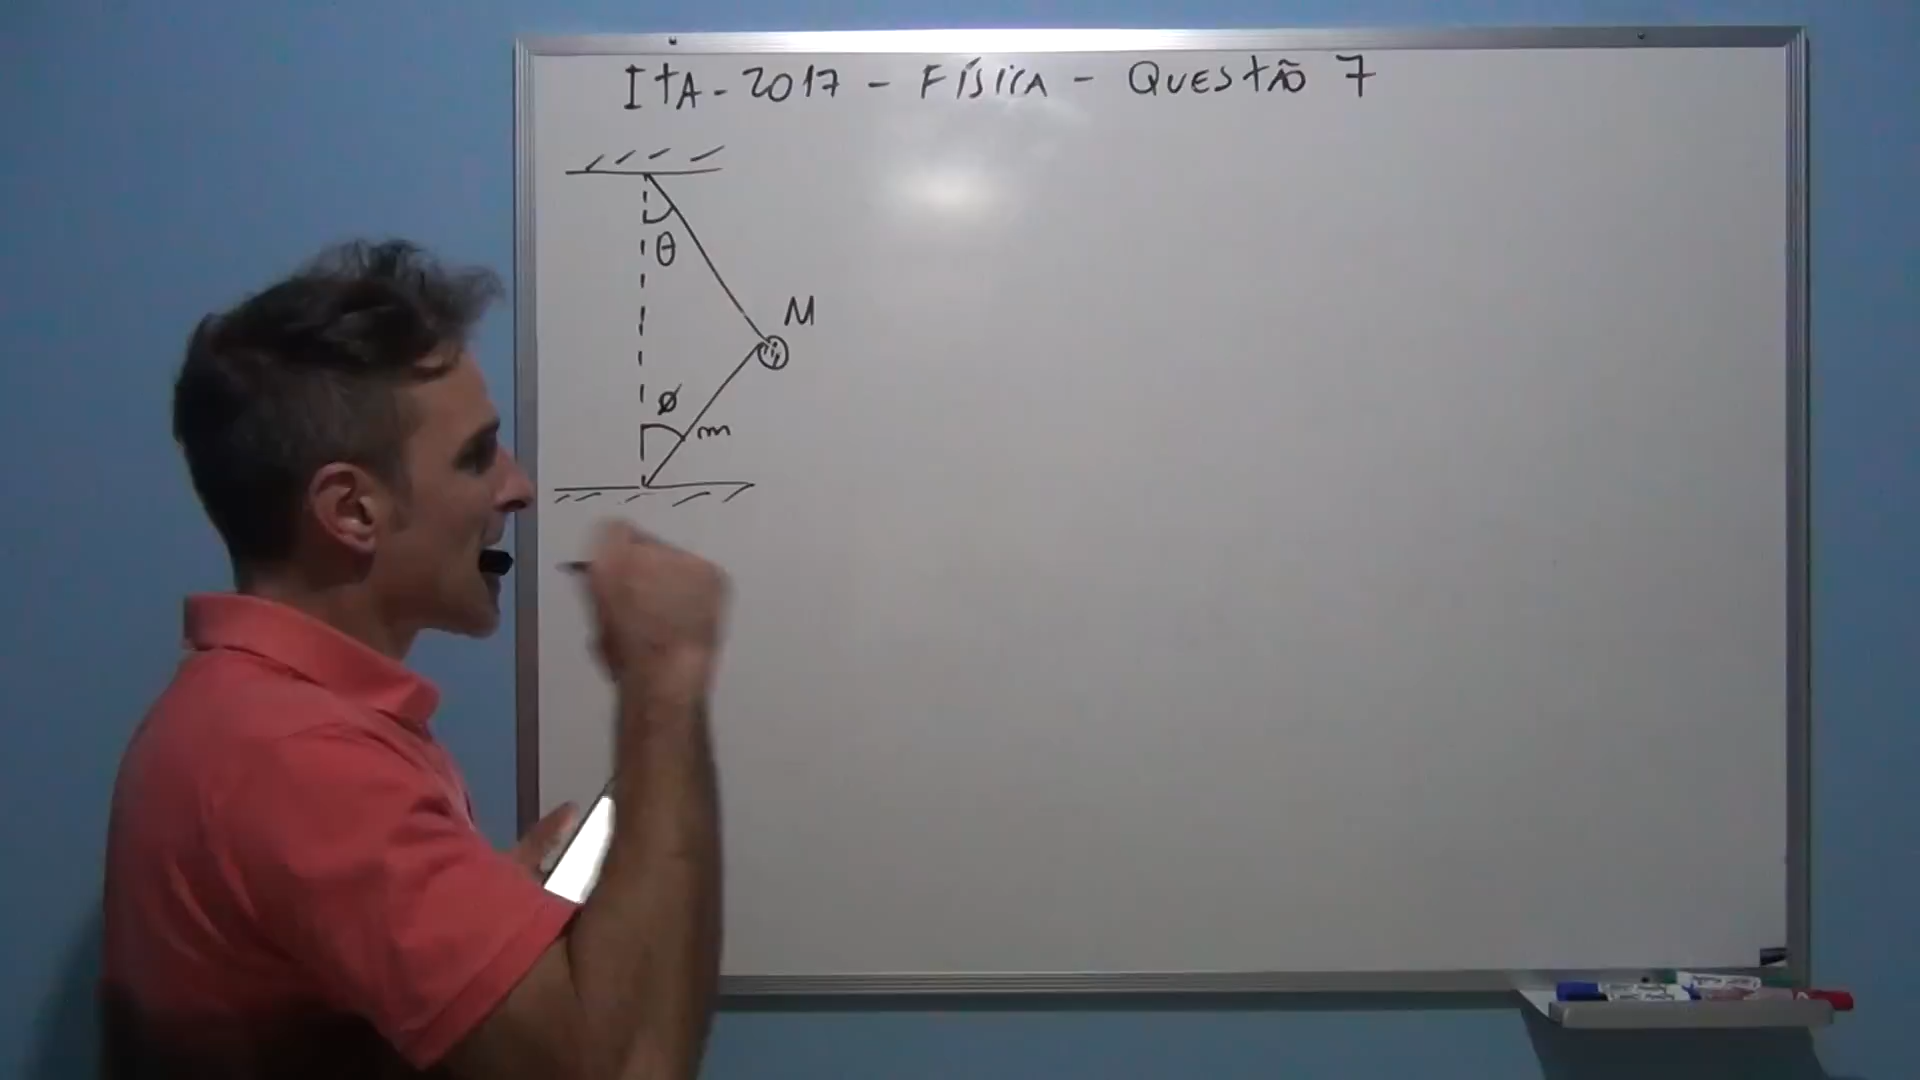 ITA - 2017 - FÍSICA - QUESTÃO 7
θ
M
ø
m